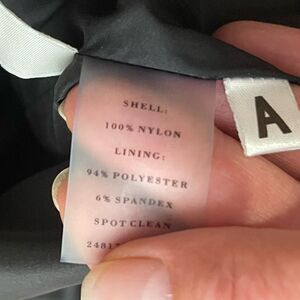 SHELL:
100% NYLON
LINING:
94% POLYESTER
6% SPANDEX
SPOT CLEAN
A